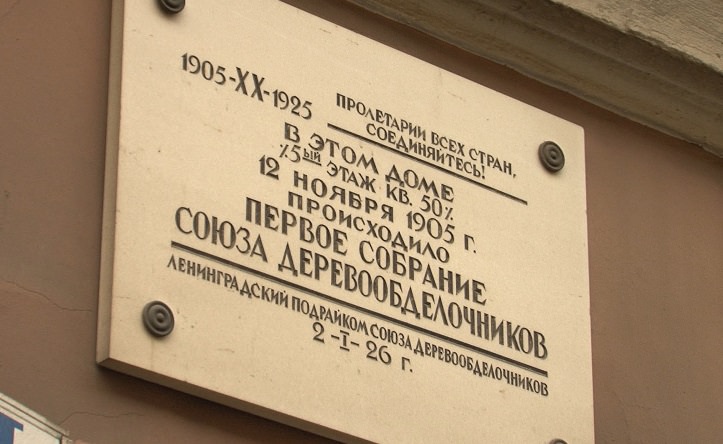 1905-XX-1925
ПРОЛЕТАРИИ ВСЕХ СТРАН,
СОЕДИНЯЙТЕСЬ!
В ЭТОМ ДОМЕ
٪5ый ЭТАЖ КВ. 50٪
12 НОЯБРЯ 1905 г.
ПРОИСХОДИЛО
ПЕРВОЕ СОБРАНИЕ
СОЮЗА ДЕРЕВООБДЕЛОЧНИКОВ
ЛЕНИНГРАДСКИЙ ПОДРАЙКОМ СОЮЗА ДЕРЕВООБДЕЛОЧНИКОВ
2-I-26 г.